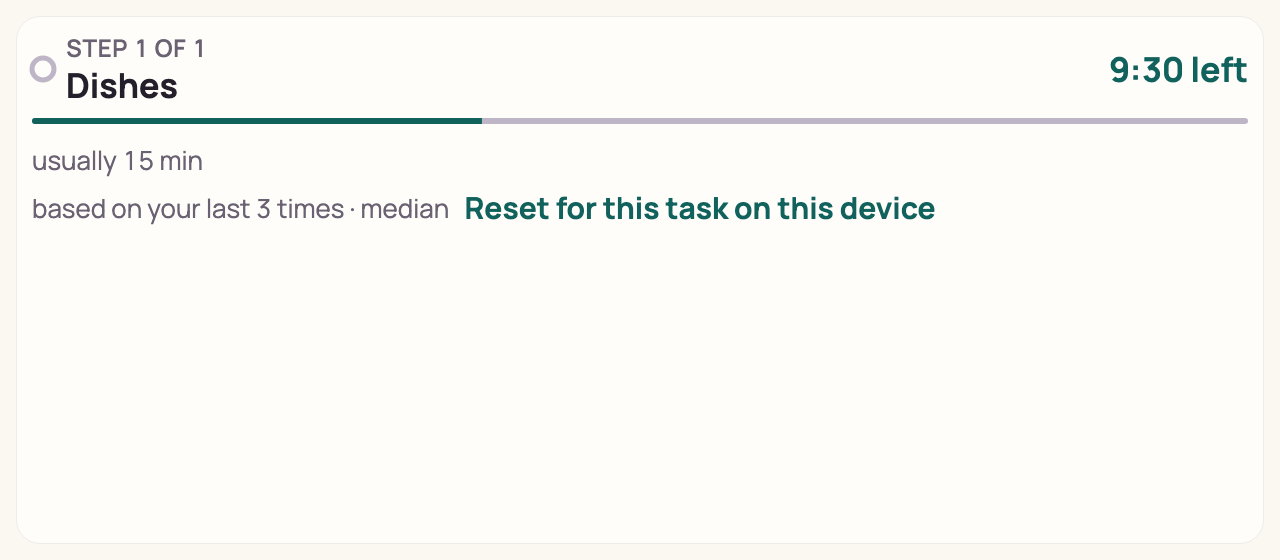 STEP 1 OF 1
Dishes
9:30 left
usually 15 min
based on your last 3 times · median Reset for this task on this device